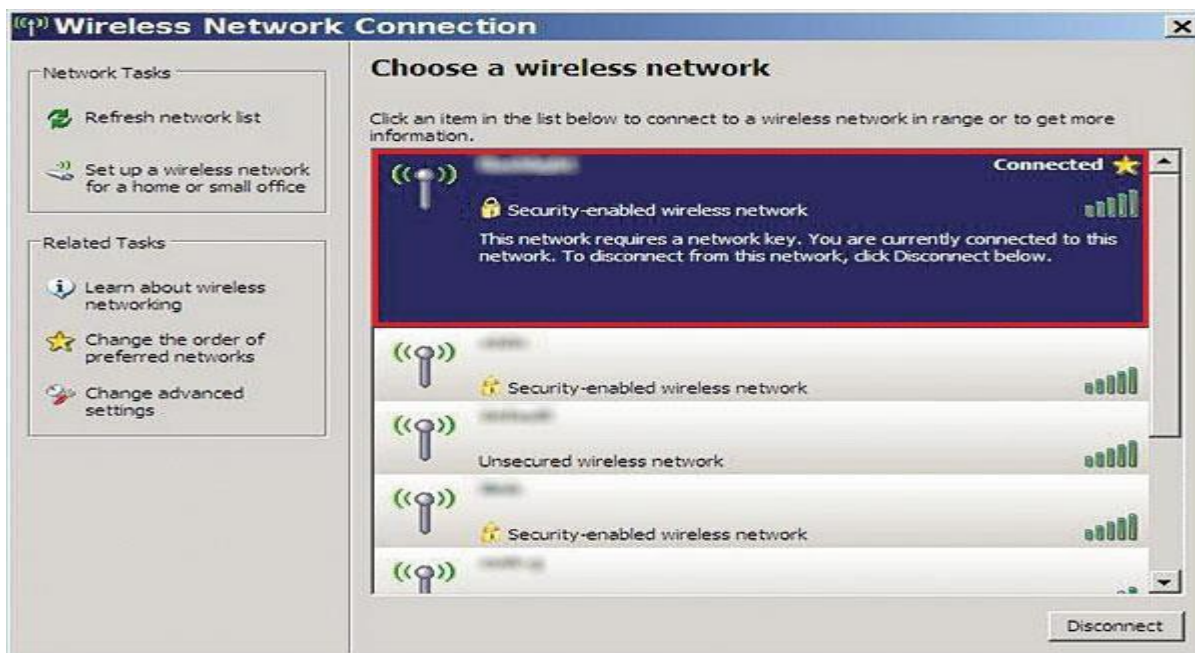 Wireless Network Connection
Network Tasks
Refresh network list
Set up a wireless network
for a home or small office
Related Tasks
Learn about wireless
networking
Change the order of
preferred networks
Change advanced
settings
Choose a wireless network
Click an item in the list below to connect to a wireless network in range or to get more
information.
Connected
Security-enabled wireless network
This network requires a network key. You are currently connected to this
network. To disconnect from this network, click Disconnect below.
Security-enabled wireless network
Unsecured wireless network
Security-enabled wireless network
Disconnect